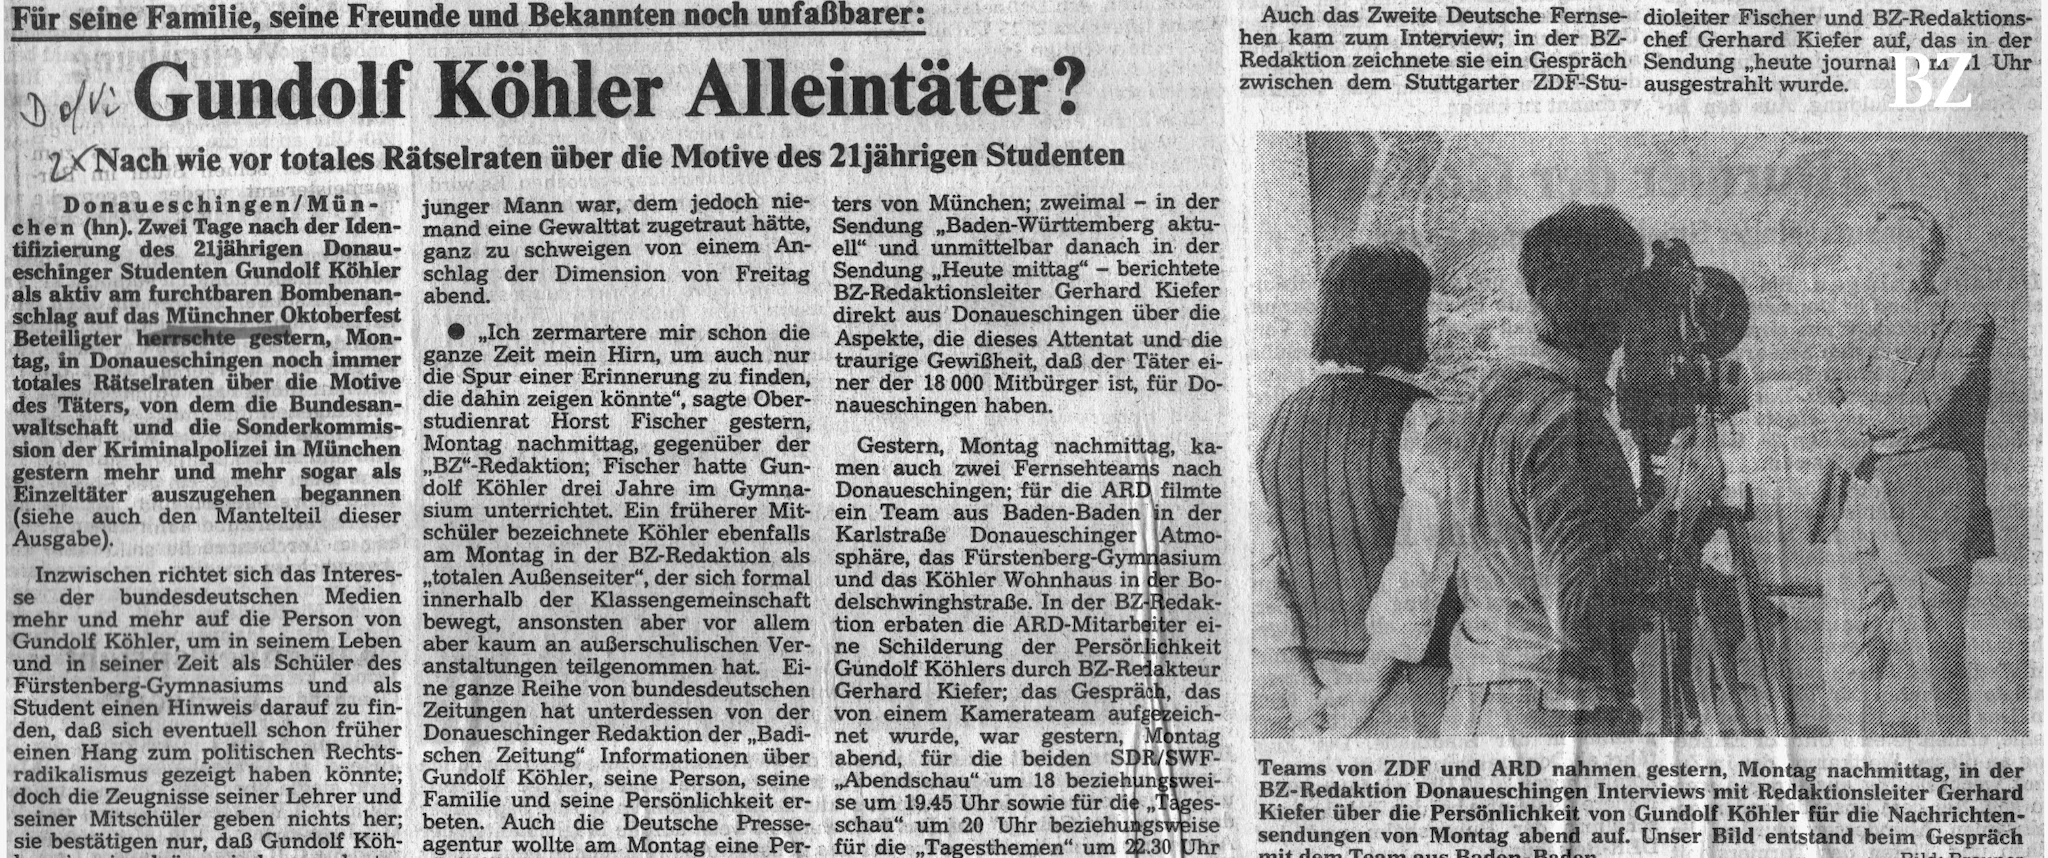 Für seine Familie, seine Freunde und Bekannten noch unfaßbarer:
Gundolf Köhler Alleintäter?
2x Nach wie vor totales Rätselraten über die Motive des 21jährigen Studenten
Donaueschingen/Mün-
chen (hn). Zwei Tage nach der Iden-
tifizierung des 21jährigen Donau-
eschinger Studenten Gundolf Köhler
als aktiv am furchtbaren Bombenan-
schlag auf das Münchner Oktoberfest
Beteiligter herrschte gestern, Mon-
tag, in Donaueschingen noch immer
totales Rätselraten über die Motive
des Täters, von dem die Bundesan-
waltschaft und die Sonderkommis-
sion der Kriminalpolizei in München
gestern mehr und mehr sogar als
Einzeltäter auszugehen begannen
(siehe auch den Mantelteil dieser
Ausgabe).
Inzwischen richtet sich das Interes-
se der bundesdeutschen Medien
mehr und mehr auf die Person von
Gundolf Köhler, um in seinem Leben
und in seiner Zeit als Schüler des
Fürstenberg-Gymnasiums und als
Student einen Hinweis darauf zu fin-
den, daß sich eventuell schon früher
einen Hang zum politischen Rechts-
radikalismus gezeigt haben könnte;
doch die Zeugnisse seiner Lehrer und
seiner Mitschüler geben nichts her;
sie bestätigen nur, daß Gundolf Köh-
junger Mann war, dem jedoch nie-
mand eine Gewalttat zugetraut hätte,
ganz zu schweigen von einem An-
schlag der Dimension von Freitag
abend.
● „Ich zermartere mir schon die
ganze Zeit mein Hirn, um auch nur
die Spur einer Erinnerung zu finden,
die dahin zeigen könnte“, sagte Ober-
studienrat Horst Fischer gestern,
Montag nachmittag, gegenüber der
„BZ“-Redaktion; Fischer hatte Gun-
dolf Köhler drei Jahre im Gymna-
sium unterrichtet. Ein früherer Mit-
schüler bezeichnete Köhler ebenfalls
am Montag in der BZ-Redaktion als
„totalen Außenseiter“, der sich formal
innerhalb der Klassengemeinschaft
bewegt, ansonsten aber vor allem
aber kaum an außerschulischen Ver-
anstaltungen teilgenommen hat. Ei-
ne ganze Reihe von bundesdeutschen
Zeitungen hat unterdessen von der
Donaueschinger Redaktion der „Badi-
schen Zeitung“ Informationen über
Gundolf Köhler, seine Person, seine
Familie und seine Persönlichkeit er-
beten. Auch die Deutsche Presse-
agentur wollte am Montag eine Per-
ters von München; zweimal – in der
Sendung „Baden-Württemberg aktu-
ell“ und unmittelbar danach in der
Sendung „Heute mittag“ – berichtete
BZ-Redaktionsleiter Gerhard Kiefer
direkt aus Donaueschingen über die
Aspekte, die dieses Attentat und die
traurige Gewißheit, daß der Täter ei-
ner der 18 000 Mitbürger ist, für Do-
naueschingen haben.
Gestern, Montag nachmittag, ka-
men auch zwei Fernsehteams nach
Donaueschingen; für die ARD filmte
ein Team aus Baden-Baden in der
Karlstraße Donaueschinger Atmo-
sphäre, das Fürstenberg-Gymnasium
und das Köhler Wohnhaus in der Bo-
delschwinghstraße. In der BZ-Redak-
tion erbaten die ARD-Mitarbeiter ei-
ne Schilderung der Persönlichkeit
Gundolf Köhlers durch BZ-Redakteur
Gerhard Kiefer; das Gespräch, das
von einem Kamerateam aufgezeich-
net wurde, war gestern, Montag
abend, für die beiden SDR/SWF-
„Abendschau“ um 18 beziehungswei-
se um 19.45 Uhr sowie für die „Tages-
schau“ um 20 Uhr beziehungsweise
für die „Tagesthemen“ um 22.30 Uhr
Auch das Zweite Deutsche Fernse-
hen kam zum Interview; in der BZ-
Redaktion zeichnete sie ein Gespräch
zwischen dem Stuttgarter ZDF-Stu-
dioleiter Fischer und BZ-Redaktions-
chef Gerhard Kiefer auf, das in der
Sendung „heute journal Uhr
ausgestrahlt wurde.
BZ
Teams von ZDF und ARD nahmen gestern, Montag nachmittag, in der
BZ-Redaktion Donaueschingen Interviews mit Redaktionsleiter Gerhard
Kiefer über die Persönlichkeit von Gundolf Köhler für die Nachrichten-
sendungen von Montag abend auf. Unser Bild entstand beim Gespräch
mit dem Team aus Baden-Baden.